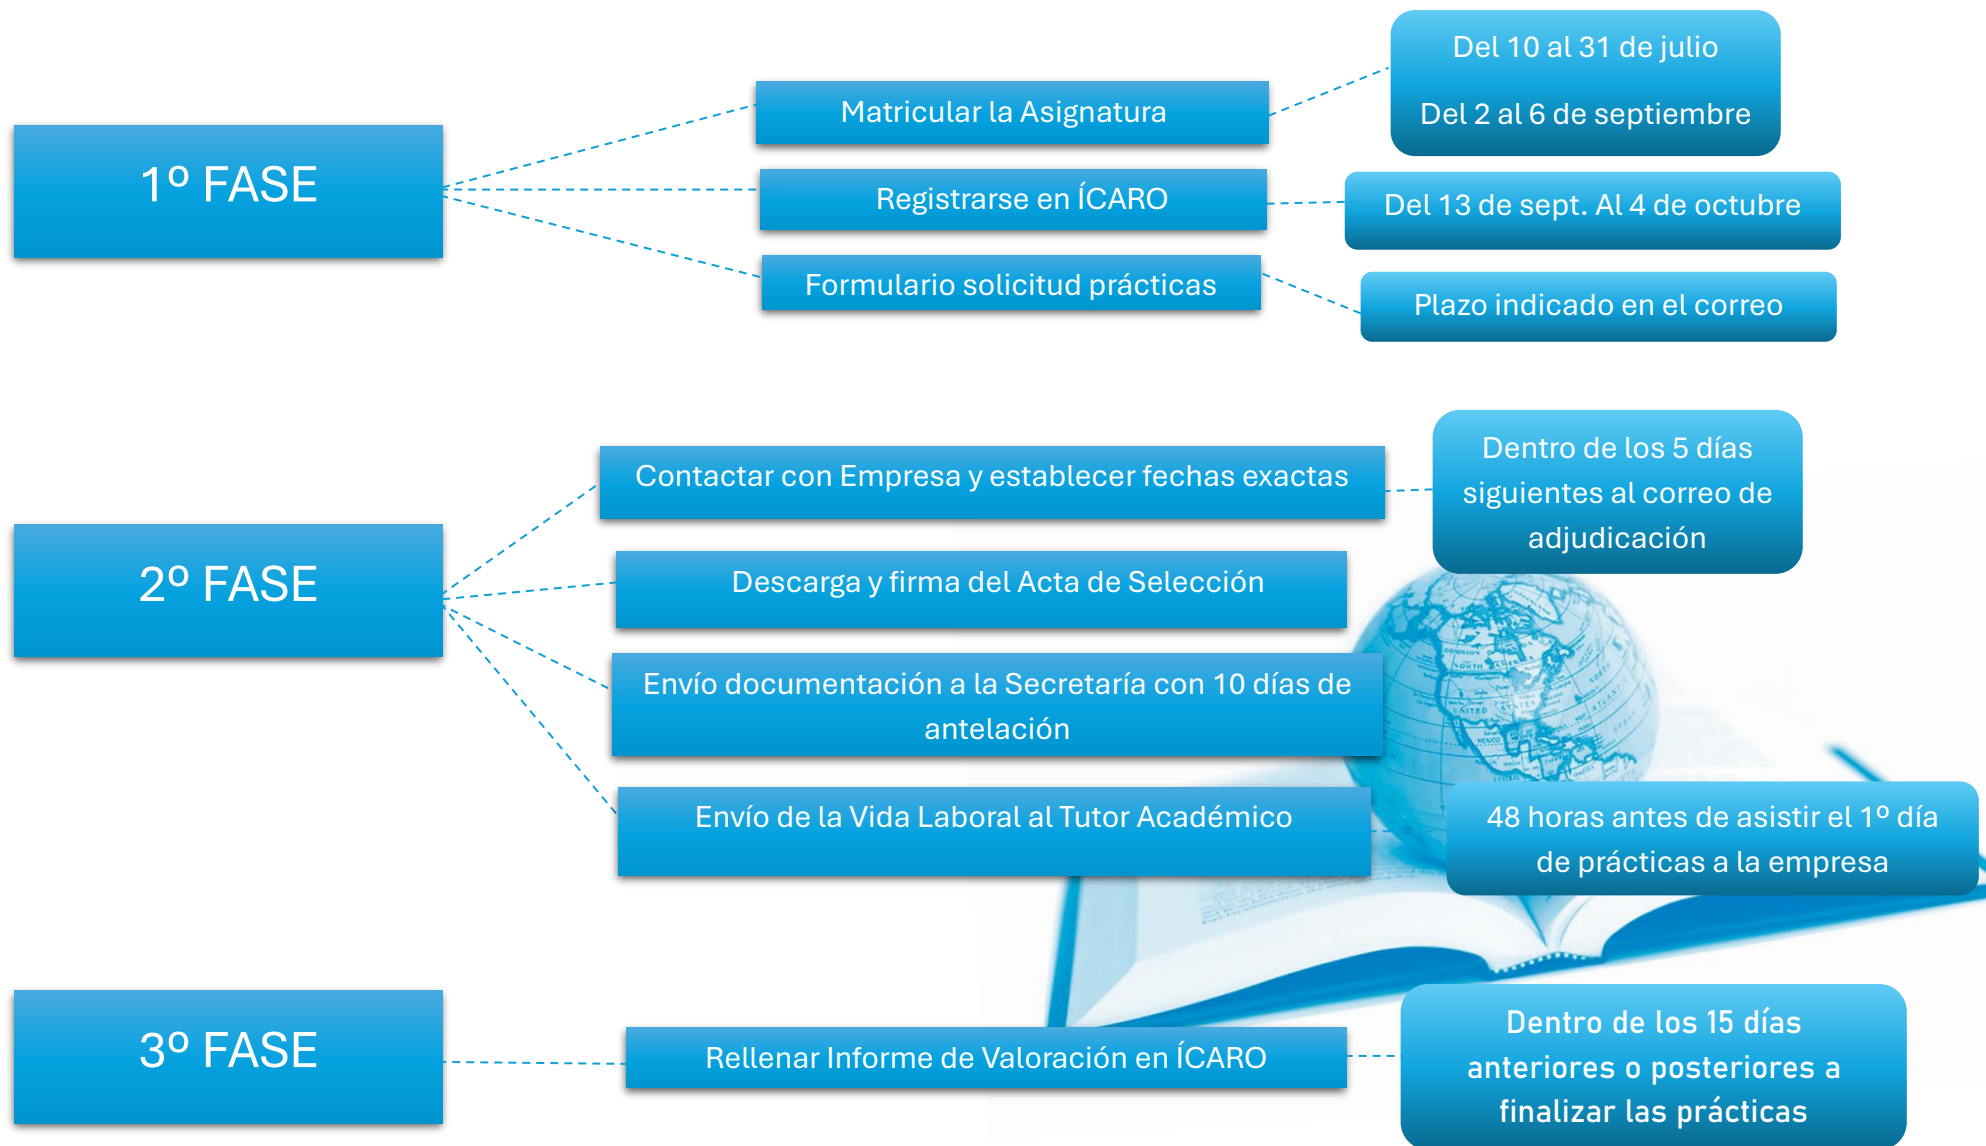 1º FASE
Matricular la Asignatura
Del 10 al 31 de julio
Del 2 al 6 de septiembre
Registrarse en ÍCARO
Del 13 de sept. Al 4 de octubre
Formulario solicitud prácticas
Plazo indicado en el correo
2º FASE
Contactar con Empresa y establecer fechas exactas
Dentro de los 5 días
siguientes al correo de
adjudicación
Descarga y firma del Acta de Selección
Envío documentación a la Secretaría con 10 días de
antelación
Envío de la Vida Laboral al Tutor Académico
48 horas antes de asistir el 1º día
de prácticas a la empresa
3º FASE
Rellenar Informe de Valoración en ÍCARO
Dentro de los 15 días
anteriores o posteriores a
finalizar las prácticas
NORTH
UNITED STATES
MEXICO